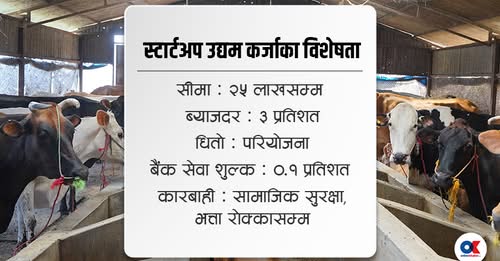 स्टार्टअप उद्यम कर्जाका विशेषता
सीमा : २५ लाखसम्म
ब्याजदर : ३ प्रतिशत
धितो : परियोजना
बैंक सेवा शुल्क : ०.१ प्रतिशत
कारबाही : सामाजिक सुरक्षा,
भत्ता रोक्कासम्म